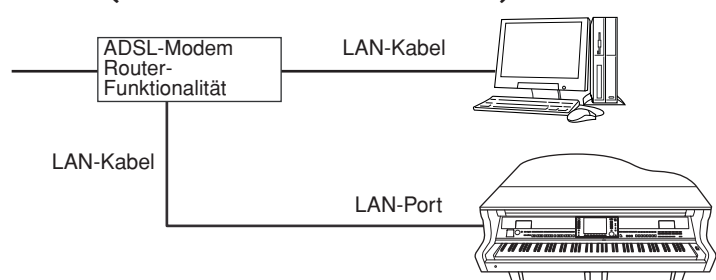 ADSL-Modem
Router-
Funktionalität
LAN-Kabel
LAN-Kabel
LAN-Port